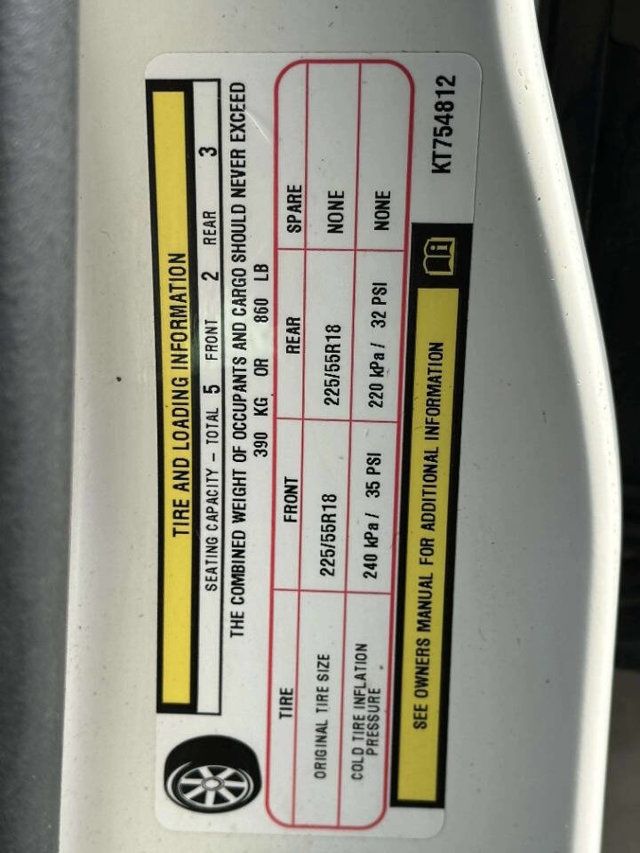 TIRE AND LOADING INFORMATION
SEATING CAPACITY – TOTAL 5 FRONT 2 REAR 3
THE COMBINED WEIGHT OF OCCUPANTS AND CARGO SHOULD NEVER EXCEED
390 KG OR 860 LB
TIRE FRONT REAR SPARE
ORIGINAL TIRE SIZE 225/55R18 225/55R18 NONE
COLD TIRE INFLATION PRESSURE 240 kPa / 35 PSI 220 kPa / 32 PSI NONE
SEE OWNERS MANUAL FOR ADDITIONAL INFORMATION
KT754812